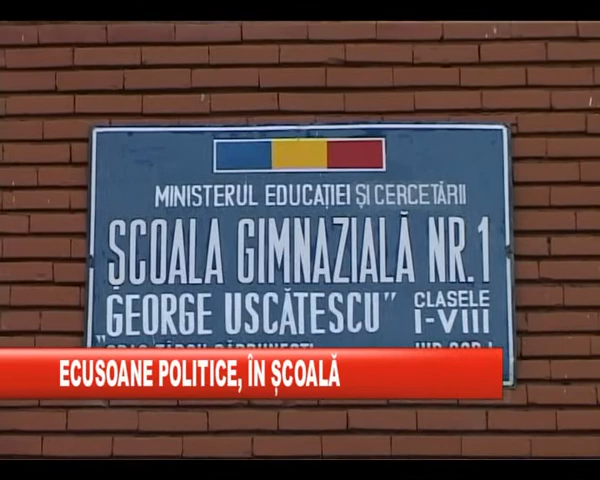 MINISTERUL EDUCAȚIEI ȘI CERCETĂRII
ȘCOALA GIMNAZIALĂ NR.1
GEORGE USCĂTESCU" CLASELE
I-VIII
ECUSOANE POLITICE, ÎN ȘCOALĂ